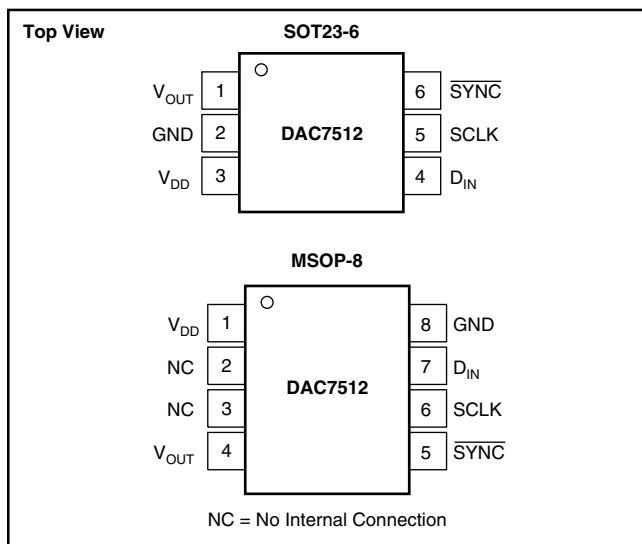 Top View
SOT23-6
V_OUT 1 6 S̅Y̅N̅C̅
GND 2 DAC7512 5 SCLK
V_DD 3 4 D_IN
MSOP-8
V_DD 1 8 GND
NC 2 7 D_IN
DAC7512
NC 3 6 SCLK
V_OUT 4 5 S̅Y̅N̅C̅
NC = No Internal Connection